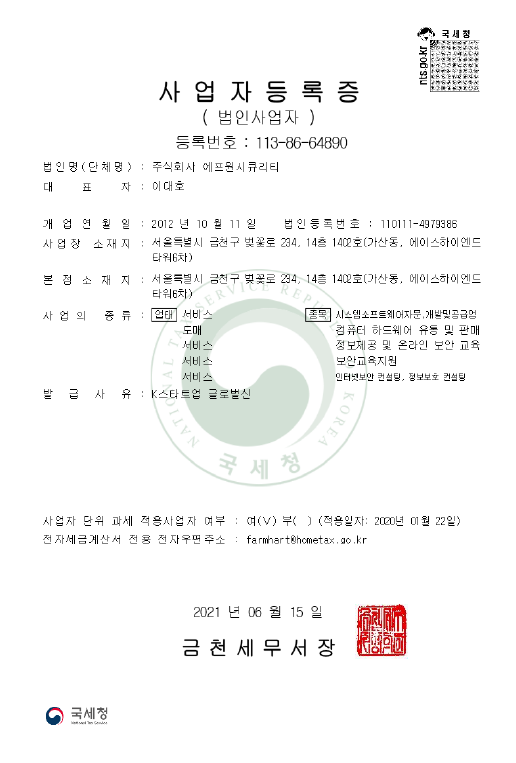 국세청
nts.go.kr
사업자등록증
( 법인사업자 )
등록번호 : 113-86-64890
법인명(단체명) : 주식회사 에프원시큐리티
대 표 자 : 이대호
개 업 연 월 일 : 2012 년 10 월 11 일 법인등록번호 : 110111-4979386
사업장 소재지 : 서울특별시 금천구 벚꽃로 234, 14층 1402호(가산동, 에이스하이엔드
타워6차)
본 점 소 재 지 : 서울특별시 금천구 벚꽃로 234, 14층 1402호(가산동, 에이스하이엔드
타워6차)
사업의 종류 : 업태 서비스 종목 시스템소프트웨어자문,개발및공급업
도매 컴퓨터 하드웨어 유통 및 판매
서비스 정보제공 및 온라인 보안 교육
서비스 보안교육지원
서비스 인터넷보안 컨설팅, 정보보호 컨설팅
발 급 사 유 : K스타트업 글로벌신
NATIONAL TAX SERVICE REPUBLIC KOREA
국세청
사업자 단위 과세 적용사업자 여부 : 여(V) 부( ) (적용일자: 2020년 01월 22일)
전자세금계산서 전용 전자우편주소 : farmhart@hometax.go.kr
2021 년 06 월 15 일
금천세무서장
국세청
National Tax Service